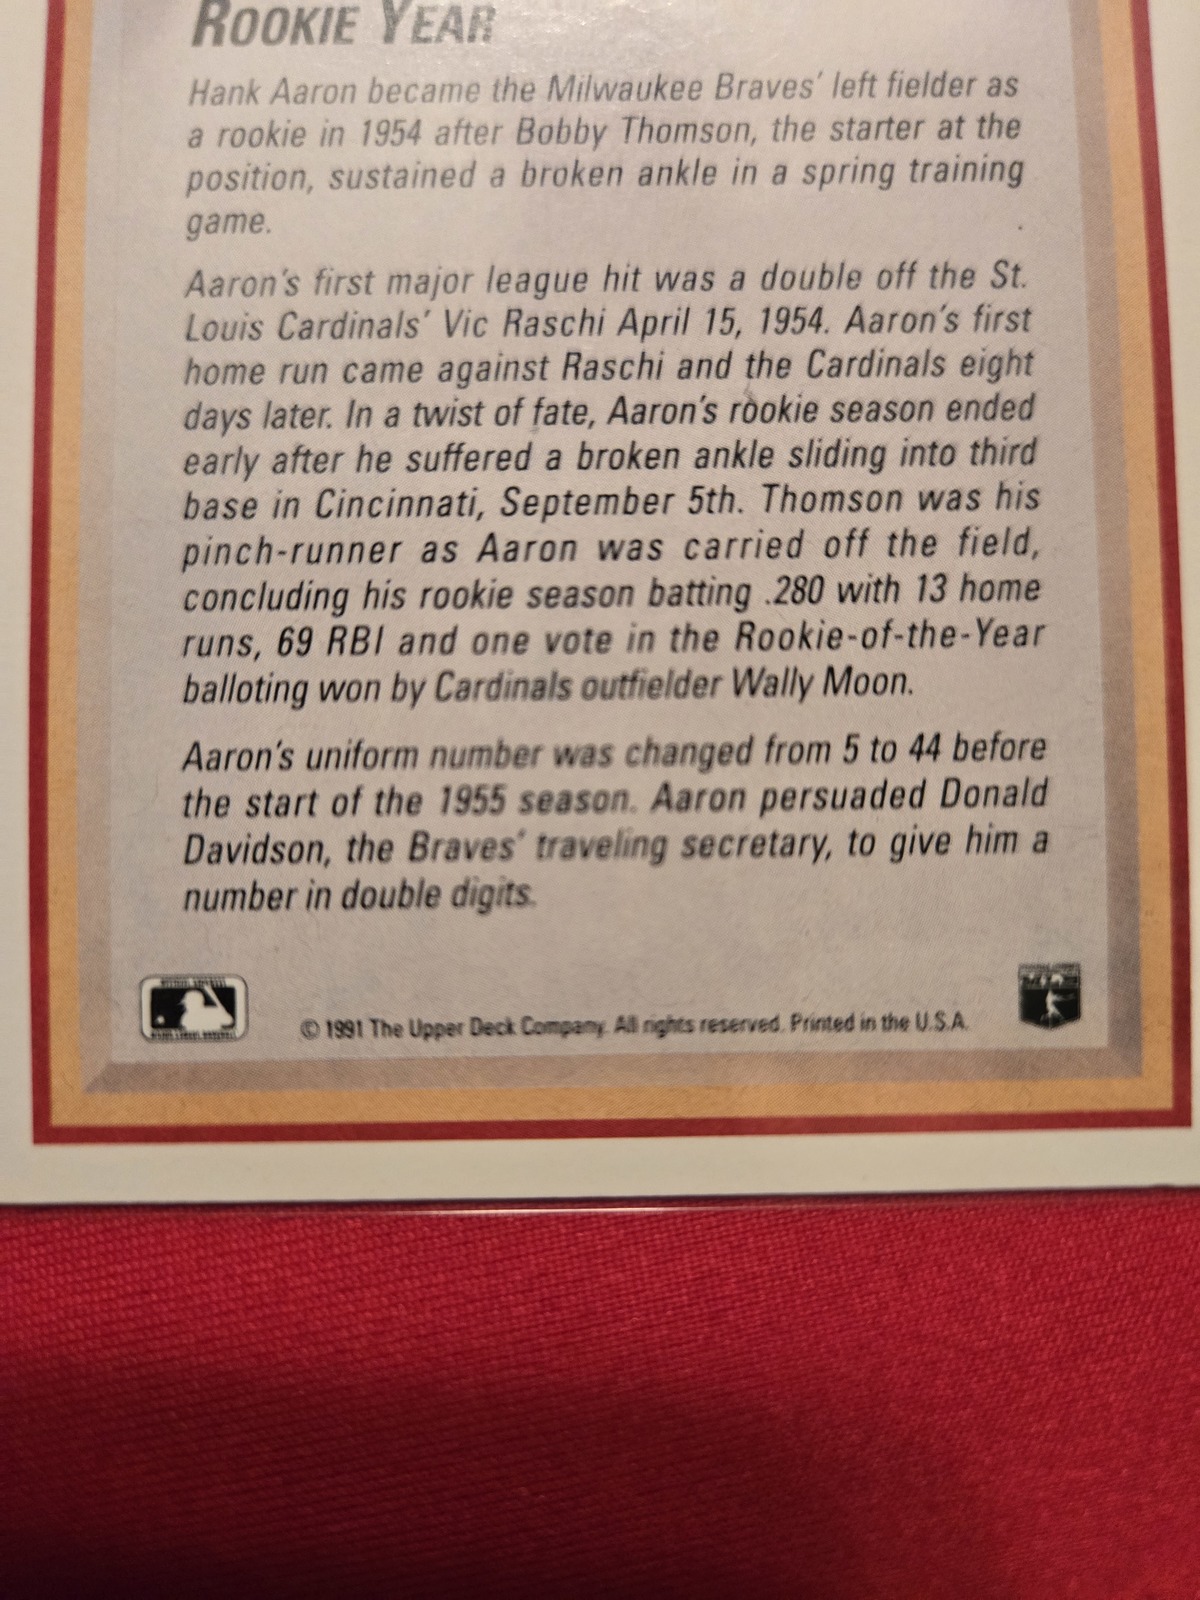 ROOKIE YEAR
Hank Aaron became the Milwaukee Braves' left fielder as
a rookie in 1954 after Bobby Thomson, the starter at the
position, sustained a broken ankle in a spring training
game.
Aaron's first major league hit was a double off the St.
Louis Cardinals' Vic Raschi April 15, 1954. Aaron's first
home run came against Raschi and the Cardinals eight
days later. In a twist of fate, Aaron's rookie season ended
early after he suffered a broken ankle sliding into third
base in Cincinnati, September 5th. Thomson was his
pinch-runner as Aaron was carried off the field,
concluding his rookie season batting .280 with 13 home
runs, 69 RBI and one vote in the Rookie-of-the-Year
balloting won by Cardinals outfielder Wally Moon.
Aaron's uniform number was changed from 5 to 44 before
the start of the 1955 season. Aaron persuaded Donald
Davidson, the Braves' traveling secretary, to give him a
number in double digits.
© 1991 The Upper Deck Company. All rights reserved. Printed in the U.S.A.